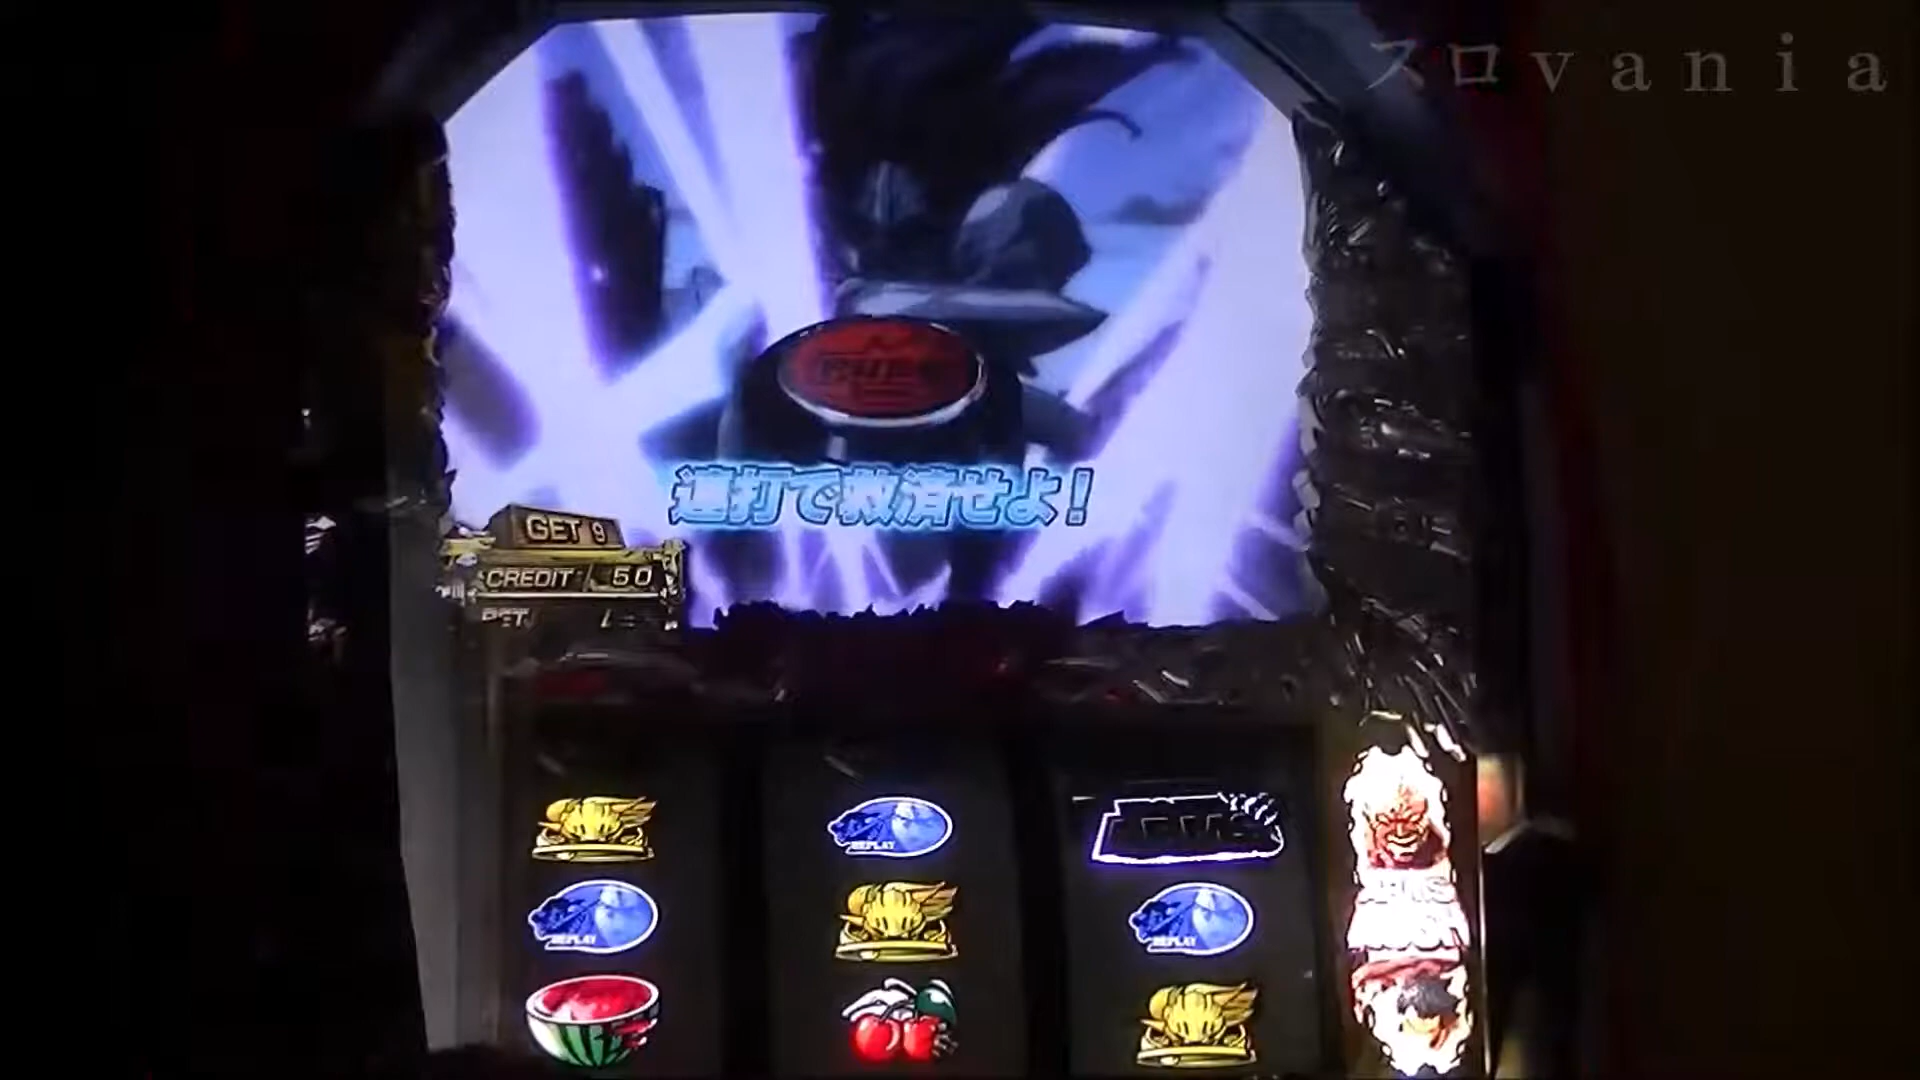 スロvania
PUSH
連打で救済せよ!
GET 9
CREDIT 50
BET
REPLAY
REPLAY
REPLAY